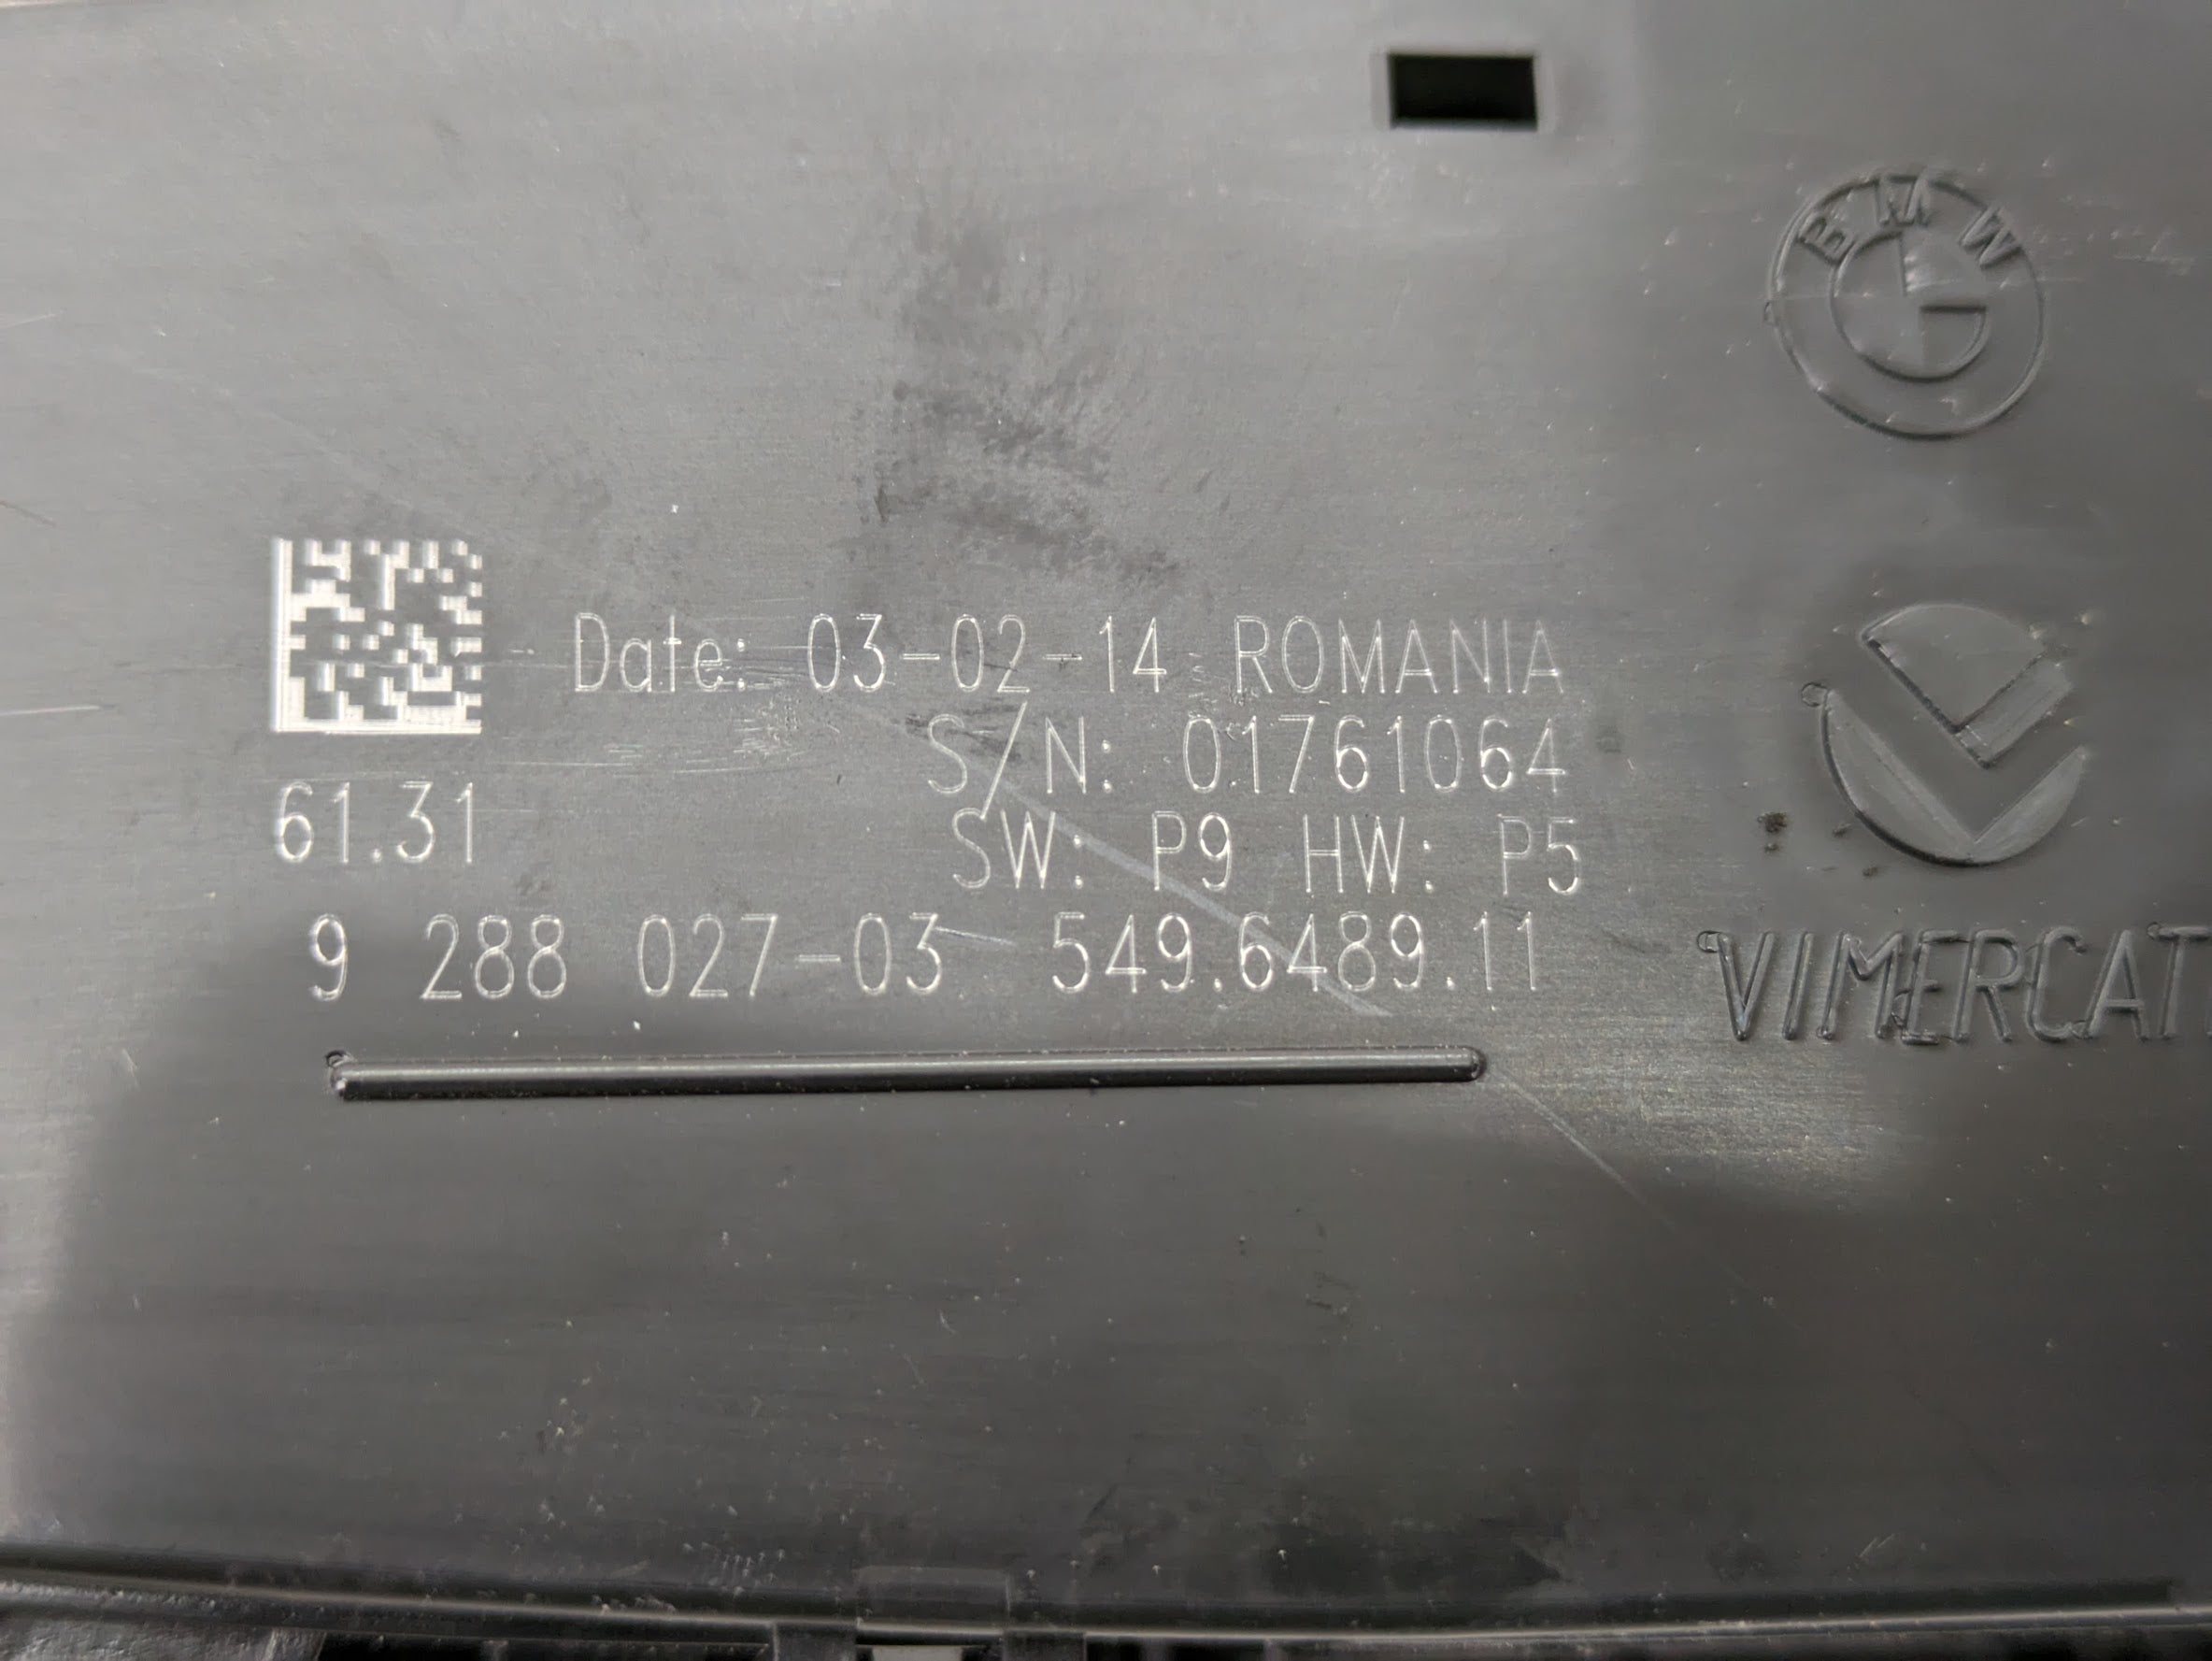 BMW
Date: 03-02-14 ROMANIA
S/N: 01761064
61.31
SW: P9 HW: P5
9 288 027-03 549.6489.11
VIMERCAT